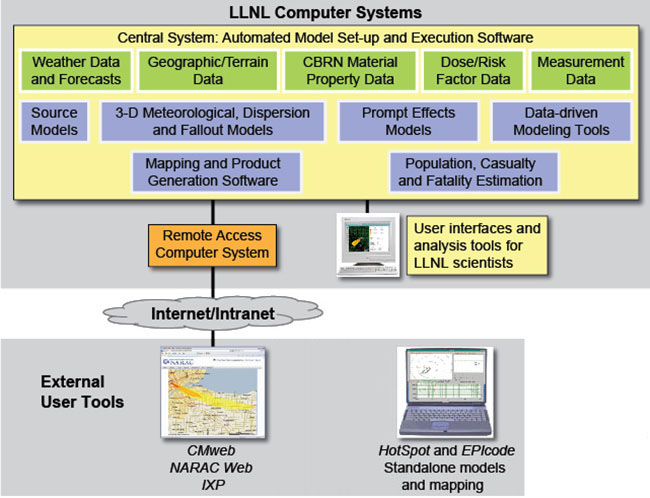 LLNL Computer Systems
Central System: Automated Model Set-up and Execution Software
Weather Data
and Forecasts
Geographic/Terrain
Data
CBRN Material
Property Data
Dose/Risk
Factor Data
Measurement
Data
Source
Models
3-D Meteorological, Dispersion
and Fallout Models
Prompt Effects
Models
Data-driven
Modeling Tools
Mapping and Product
Generation Software
Population, Casualty
and Fatality Estimation
Remote Access
Computer System
User interfaces and
analysis tools for
LLNL scientists
Internet/Intranet
External
User Tools
NARAC
CMweb
NARAC Web
IXP
HotSpot and EPIcode
Standalone models
and mapping